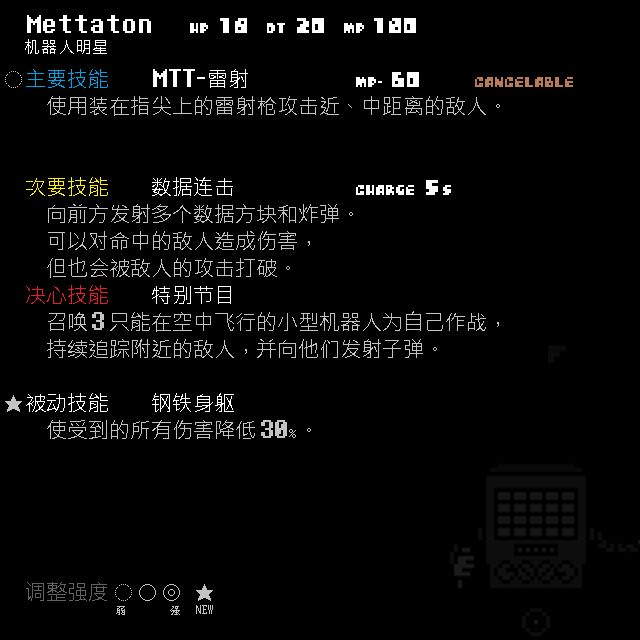 Mettaton HP 18 DT 20 MP 180
机器人明星
主要技能 MTT-雷射 MP- 60 CANCELABLE
使用装在指尖上的雷射枪攻击近、中距离的敌人。
次要技能 数据连击 CHARGE 5 S
向前方发射多个数据方块和炸弹。
可以对命中的敌人造成伤害，
但也会被敌人的攻击打破。
决心技能 特别节目
召唤3只能在空中飞行的小型机器人为自己作战，
持续追踪附近的敌人，并向他们发射子弹。
★被动技能 钢铁身躯
使受到的所有伤害降低30%。
调整强度 ★
弱 强 NEW